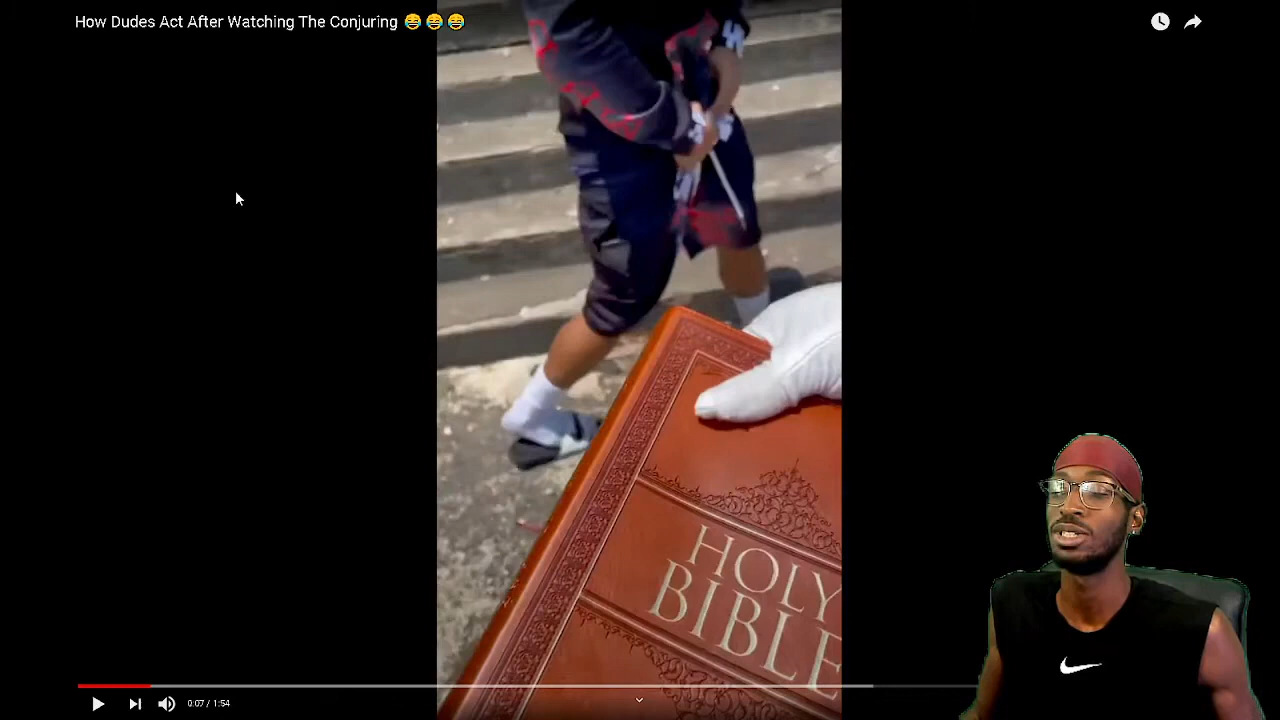 How Dudes Act After Watching The Conjuring 😂😂😂
HOLY
BIBLE
0:07 / 1:54